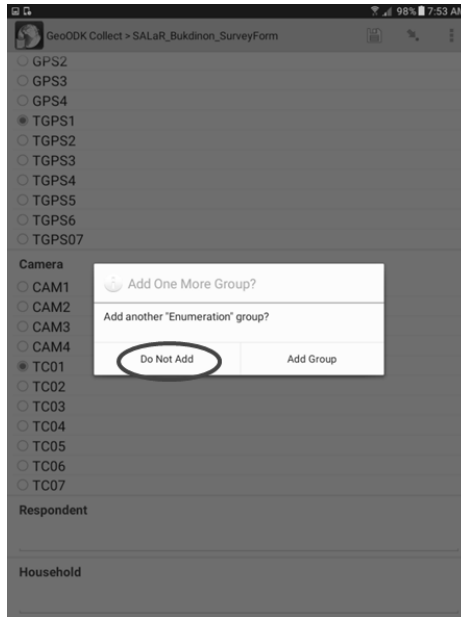 98% 7:53 AM
GeoODK Collect > SALaR_Bukdinon_SurveyForm
GPS2
GPS3
GPS4
TGPS1
TGPS2
TGPS3
TGPS4
TGPS5
TGPS6
TGPS07
Camera
CAM1
CAM2
CAM3
CAM4
TC01
TC02
TC03
TC04
TC05
TC06
TC07
Add One More Group?
Add another "Enumeration" group?
Do Not Add Add Group
Respondent
Household